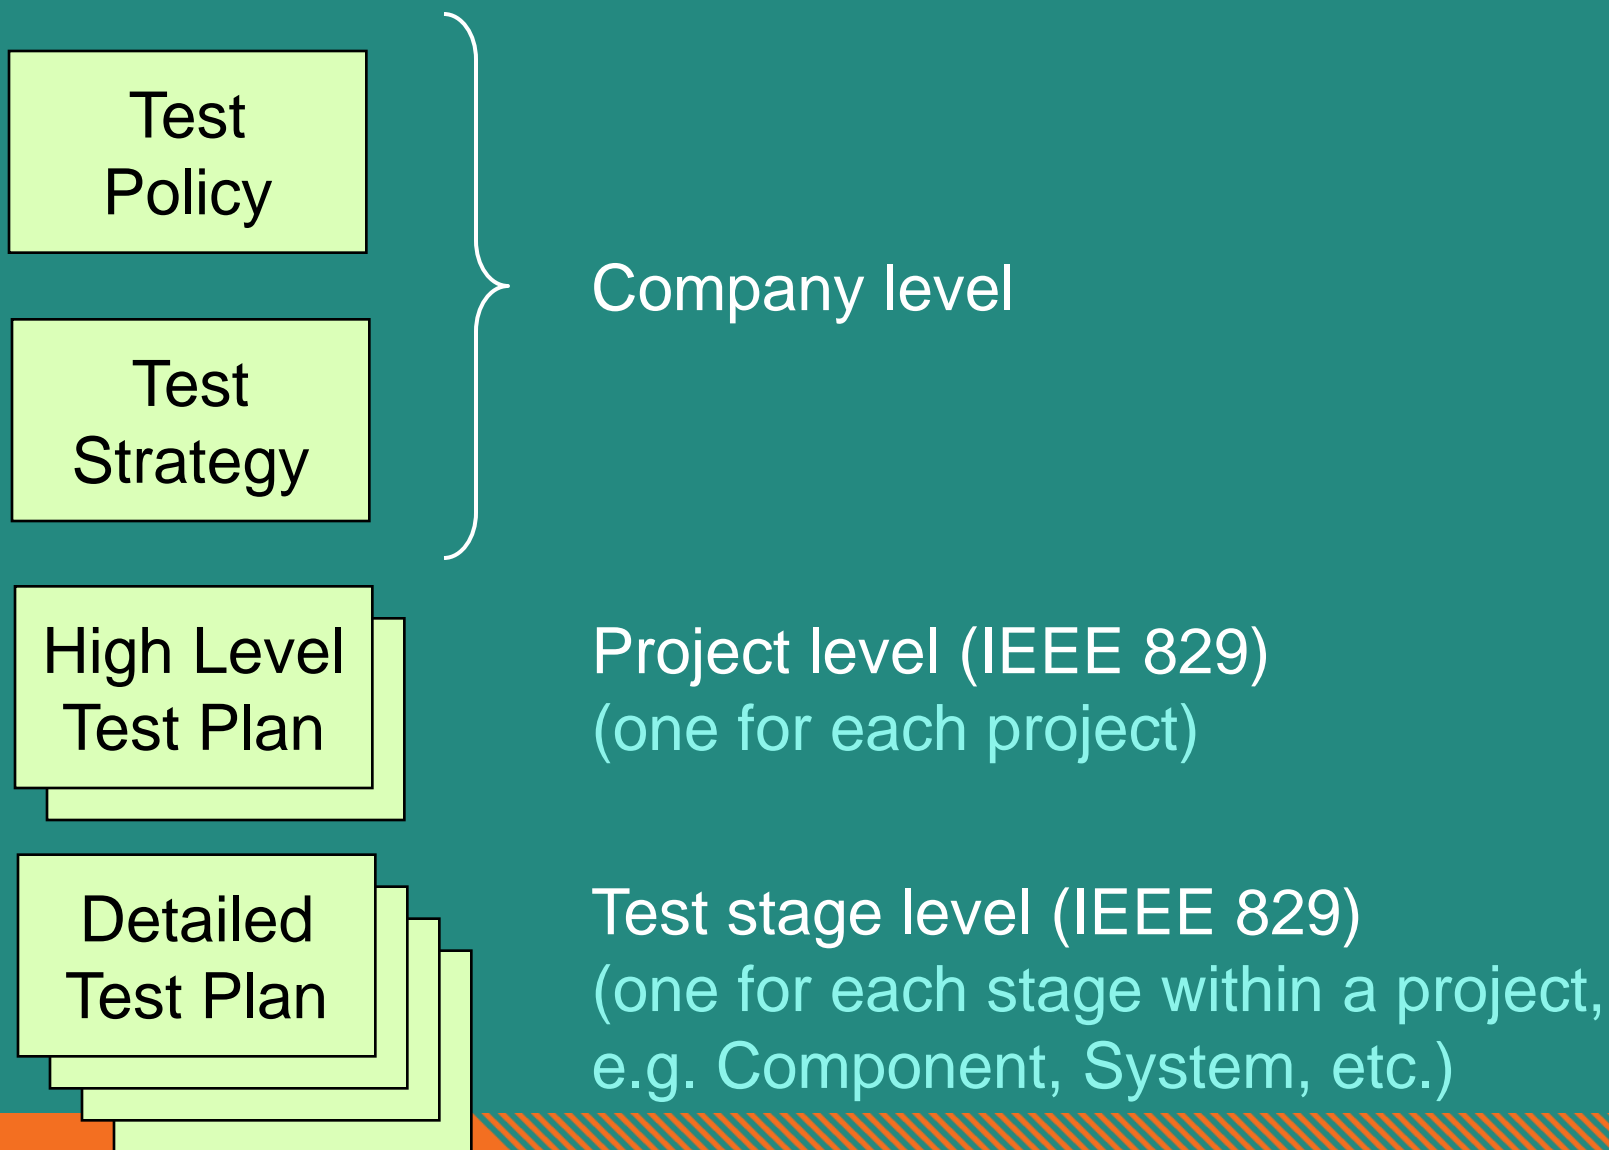 Test
Policy
Company level
Test
Strategy
High Level
Test Plan
Project level (IEEE 829)
(one for each project)
Detailed
Test Plan
Test stage level (IEEE 829)
(one for each stage within a project,
e.g. Component, System, etc.)